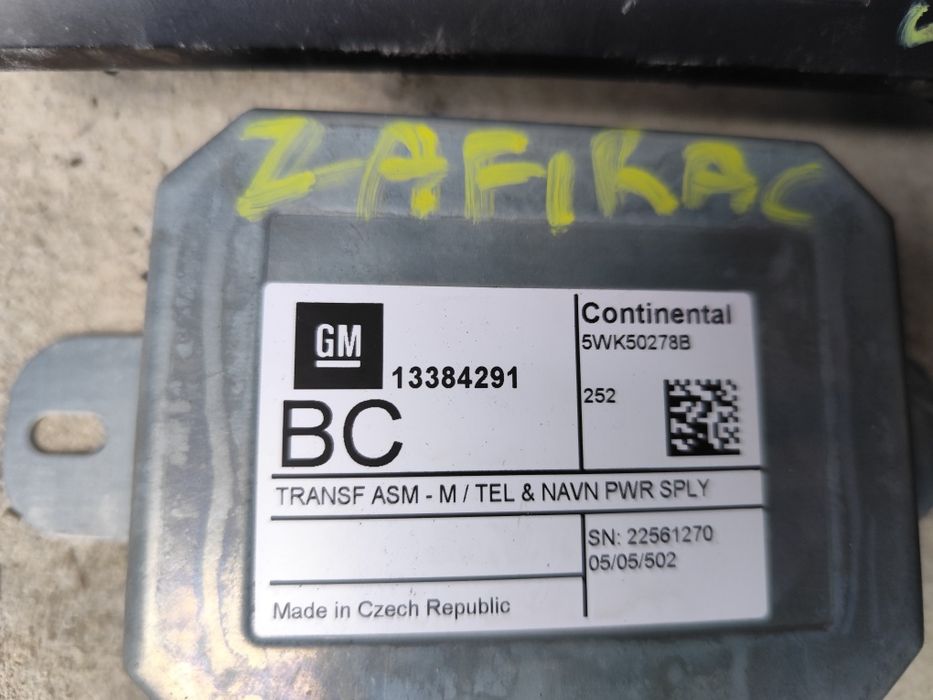 ZAFIRA C
GM
13384291
BC
Continental
5WK50278B
252
TRANSF ASM - M / TEL & NAVN PWR SPLY
SN: 22561270
05/05/502
Made in Czech Republic